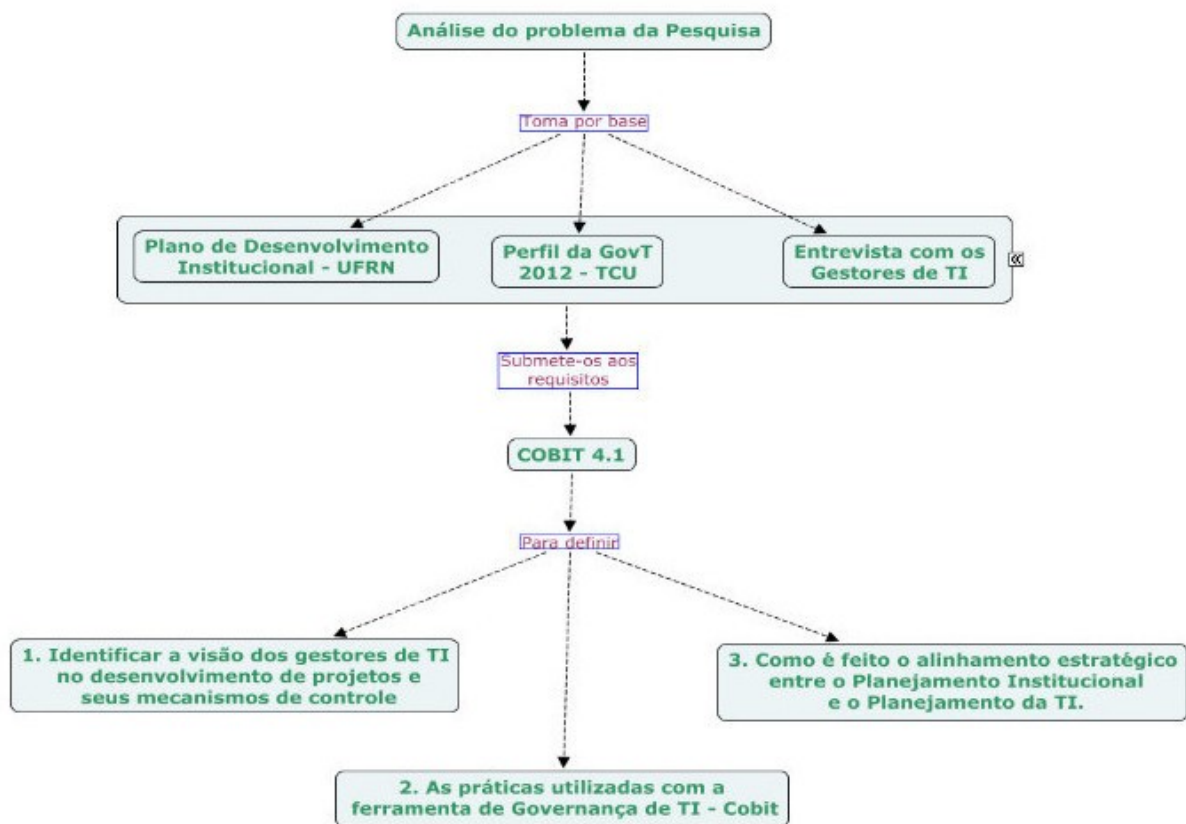 Análise do problema da Pesquisa
Toma por base
Plano de Desenvolvimento
Institucional - UFRN
Perfil da GovT
2012 - TCU
Entrevista com os
Gestores de TI
Submete-os aos
requisitos
COBIT 4.1
Para definir
1. Identificar a visão dos gestores de TI
no desenvolvimento de projetos e
seus mecanismos de controle
3. Como é feito o alinhamento estratégico
entre o Planejamento Institucional
e o Planejamento da TI.
2. As práticas utilizadas com a
ferramenta de Governança de TI - Cobit